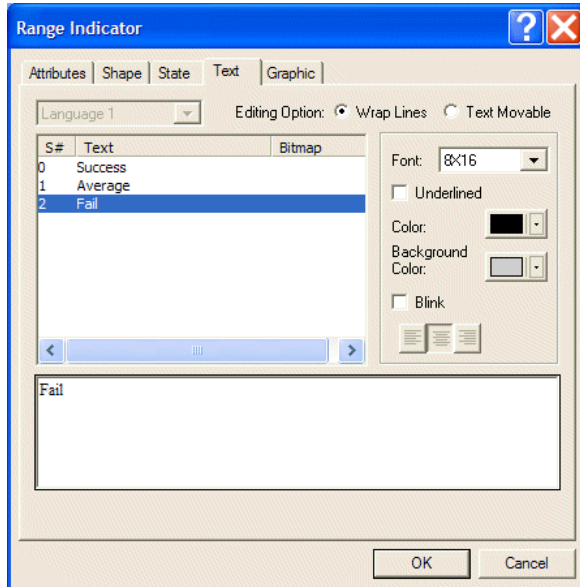 Range Indicator
Attributes Shape State Text Graphic
Language 1 Editing Option: Wrap Lines Text Movable
S# Text Bitmap
0 Success
1 Average
2 Fail
Font: 8X16
Underlined
Color:
Background
Color:
Blink
Fail
OK Cancel